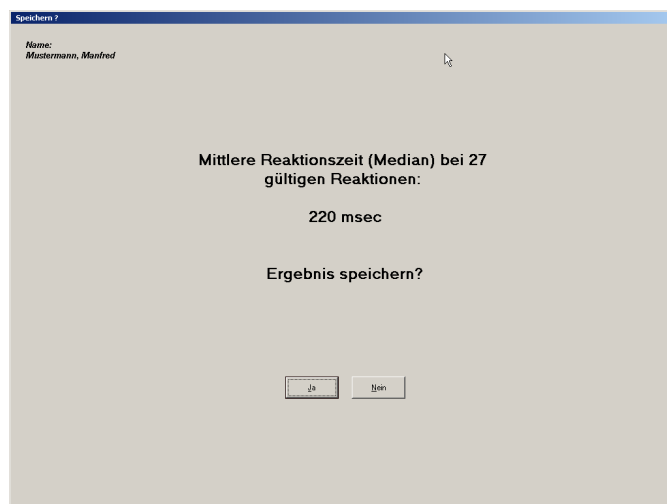 Speichern ?
Name:
Mustermann, Manfred
Mittlere Reaktionszeit (Median) bei 27
gültigen Reaktionen:
220 msec
Ergebnis speichern?
Ja
Nein